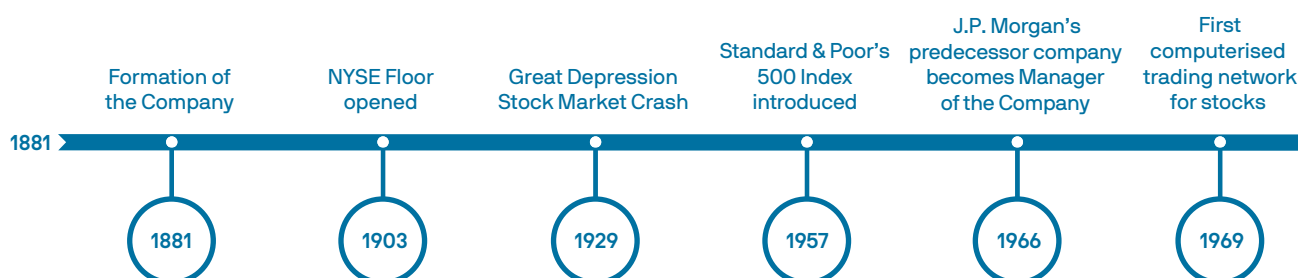 Formation of
the Company
NYSE Floor
opened
Great Depression
Stock Market Crash
Standard & Poor's
500 Index
introduced
J.P. Morgan's
predecessor company
becomes Manager
of the Company
First
computerised
trading network
for stocks
1881
1881
1903
1929
1957
1966
1969